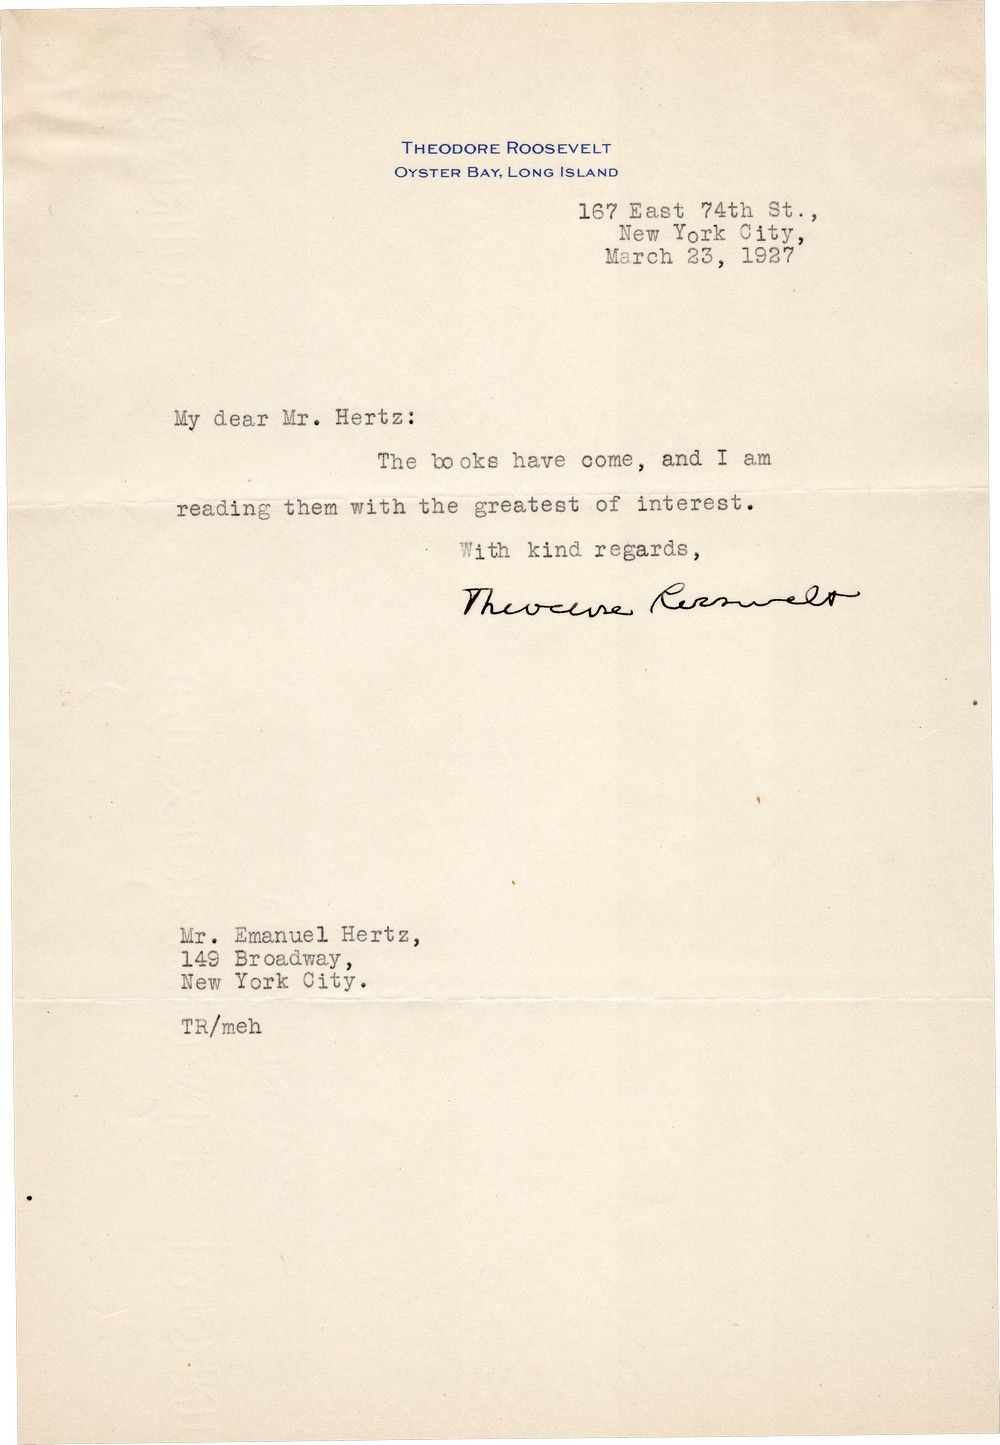 THEODORE ROOSEVELT
OYSTER BAY, LONG ISLAND
167 East 74th St.,
New York City,
March 23, 1927
My dear Mr. Hertz:
The books have come, and I am
reading them with the greatest of interest.
With kind regards,
Theodore Roosevelt
Mr. Emanuel Hertz,
149 Broadway,
New York City.
TR/meh